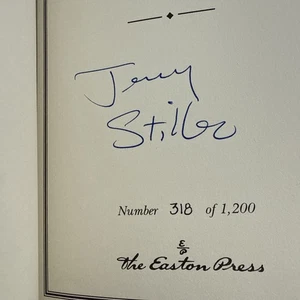 Jerry
Stiller
Number 318 of 1,200
E
P
the Easton Press